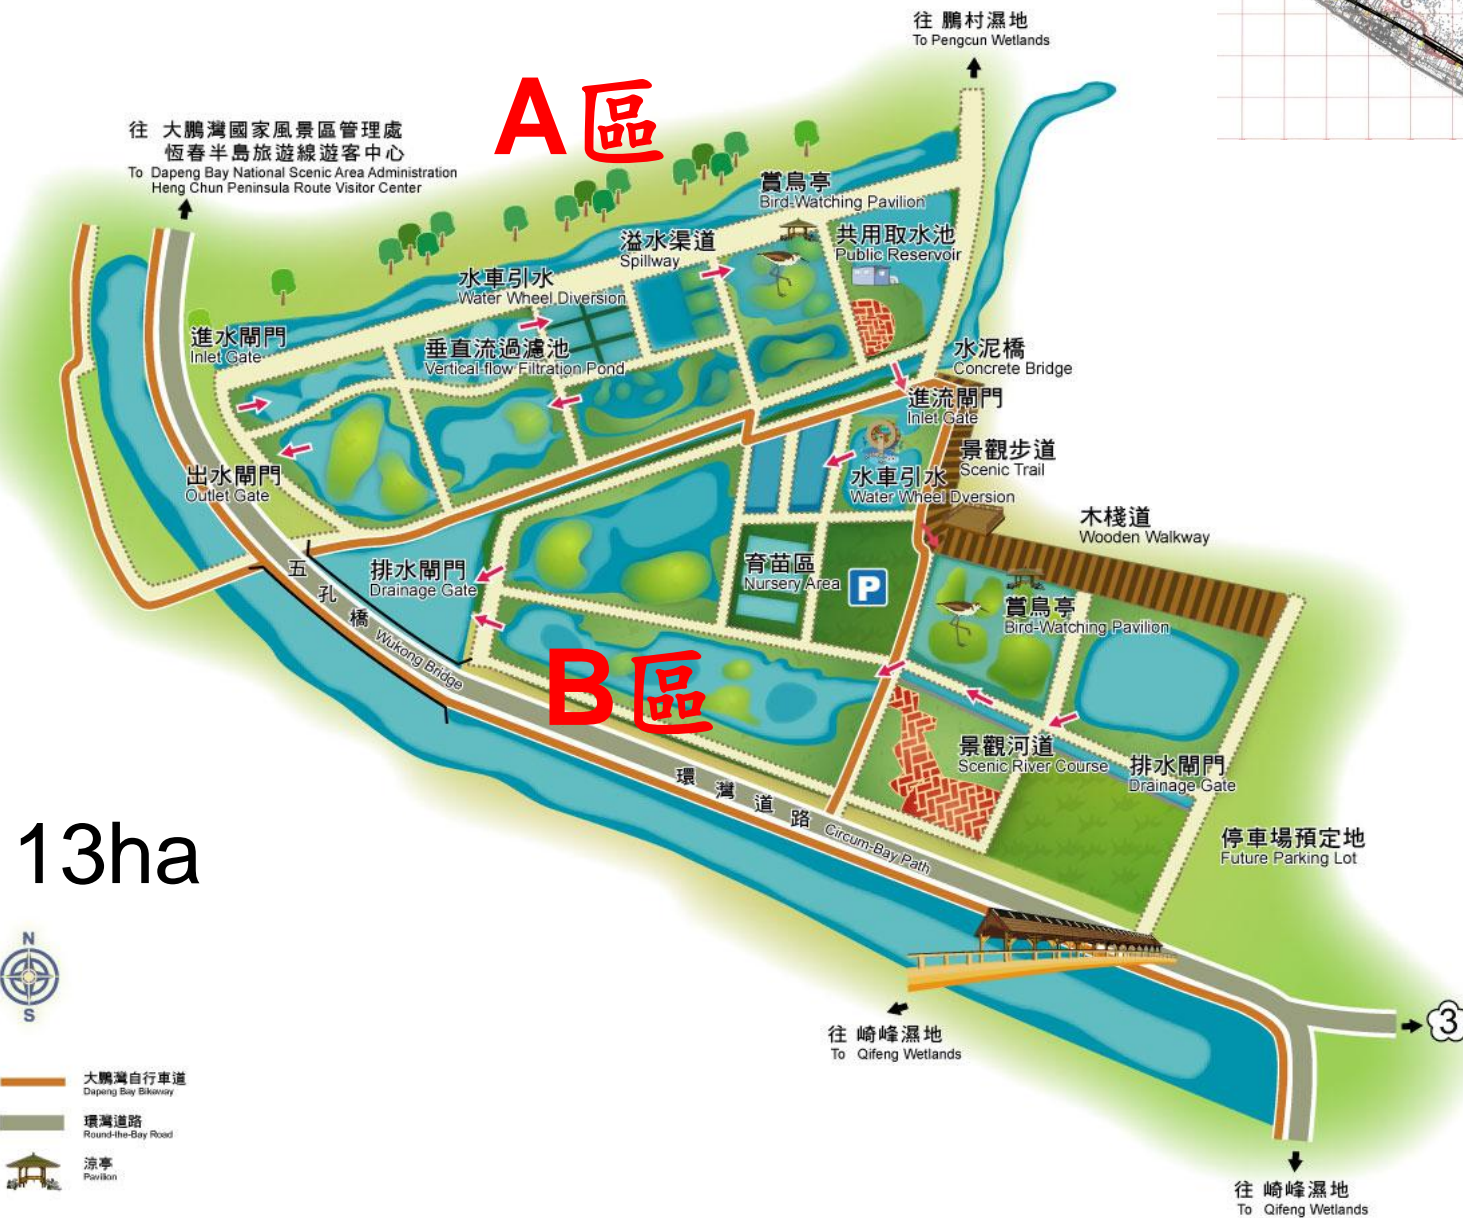 往 鵬村濕地
To Pengcun Wetlands
A區
往 大鵬灣國家風景區管理處
恆春半島旅遊線遊客中心
To Dapeng Bay National Scenic Area Administration
Heng Chun Peninsula Route Visitor Center
賞鳥亭
Bird-Watching Pavilion
溢水渠道
Spillway
共用取水池
Public Reservoir
水車引水
Water Wheel Diversion
進水閘門
Inlet Gate
垂直流過濾池
Vertical-flow Filtration Pond
水泥橋
Concrete Bridge
進流閘門
Inlet Gate
景觀步道
Scenic Trail
出水閘門
Outlet Gate
水車引水
Water Wheel Dversion
木棧道
Wooden Walkway
排水閘門
Drainage Gate
育苗區
Nursery Area
P
五孔橋
Wukong Bridge
賞鳥亭
Bird-Watching Pavilion
B區
景觀河道
Scenic River Course
排水閘門
Drainage Gate
環灣道路
Circum-Bay Path
停車場預定地
Future Parking Lot
13ha
N
S
3
往 崎峰濕地
To Qifeng Wetlands
大鵬灣自行車道
Dapeng Bay Bikeway
環灣道路
Round-the-Bay Road
涼亭
Pavilion
往 崎峰濕地
To Qifeng Wetlands